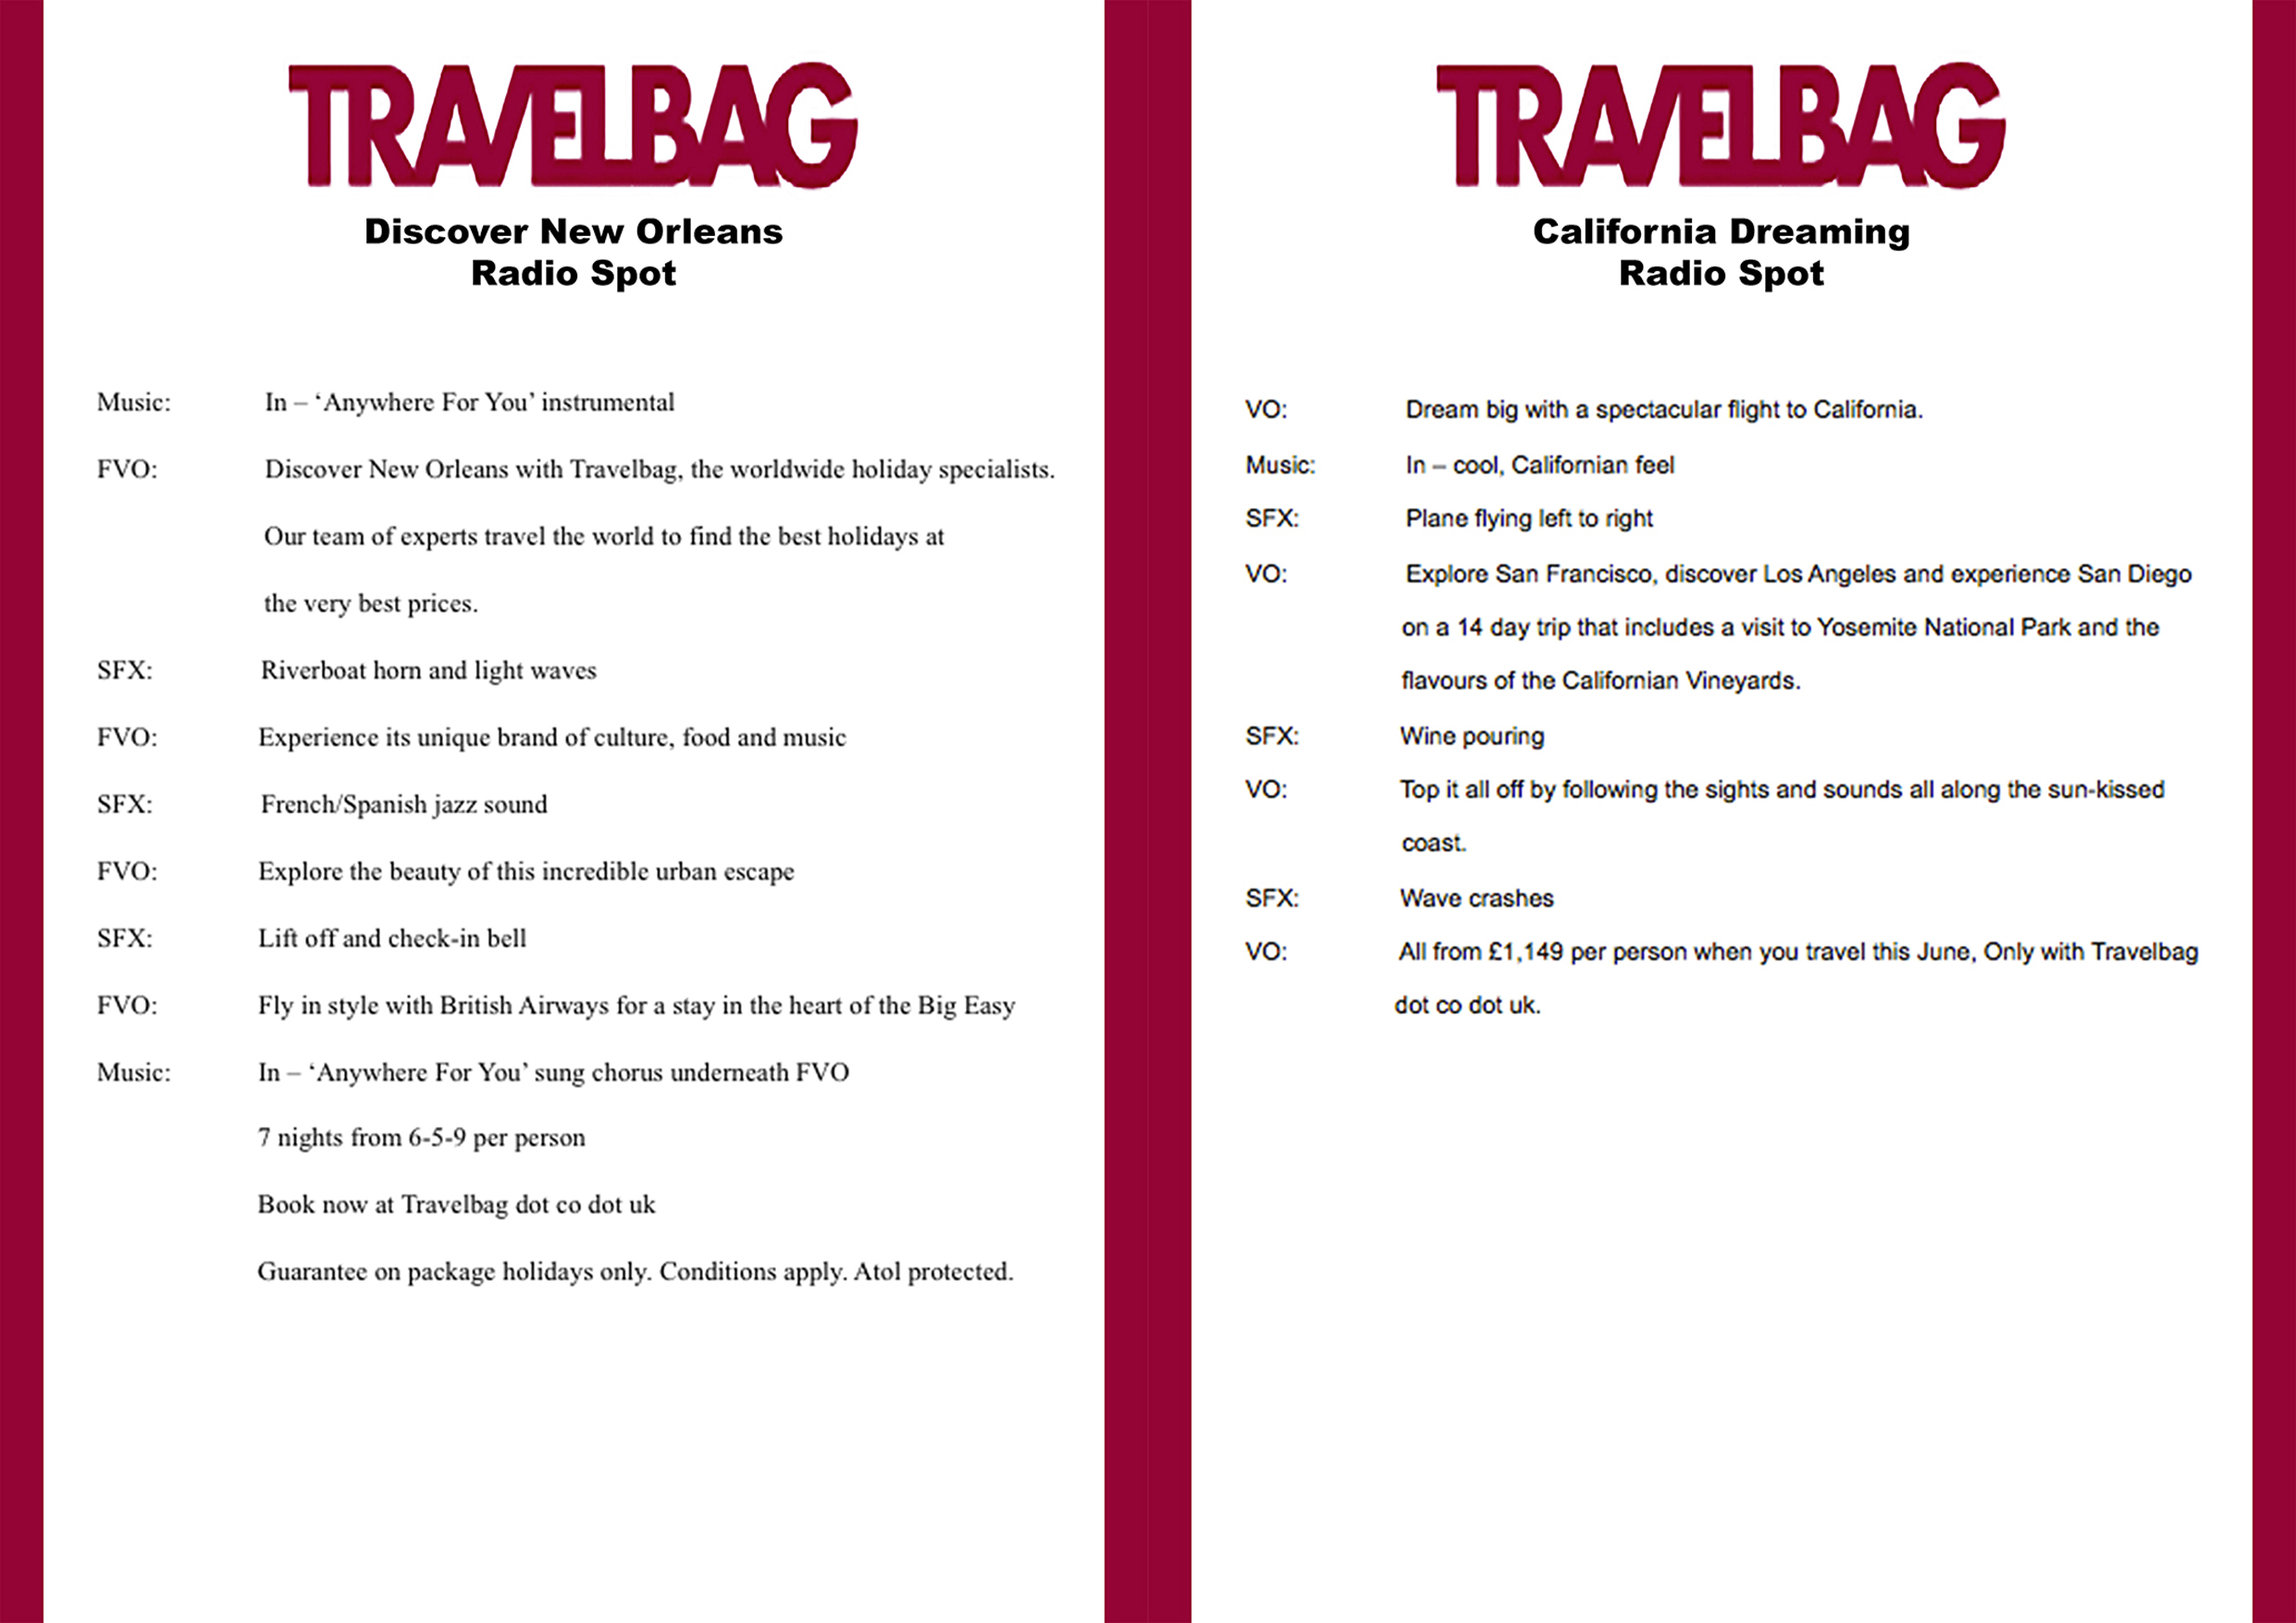 TRAVELBAG
Discover New Orleans
Radio Spot
Music: In – ‘Anywhere For You’ instrumental
FVO: Discover New Orleans with Travelbag, the worldwide holiday specialists.
Our team of experts travel the world to find the best holidays at
the very best prices.
SFX: Riverboat horn and light waves
FVO: Experience its unique brand of culture, food and music
SFX: French/Spanish jazz sound
FVO: Explore the beauty of this incredible urban escape
SFX: Lift off and check-in bell
FVO: Fly in style with British Airways for a stay in the heart of the Big Easy
Music: In – ‘Anywhere For You’ sung chorus underneath FVO
7 nights from 6-5-9 per person
Book now at Travelbag dot co dot uk
Guarantee on package holidays only. Conditions apply. Atol protected.
TRAVELBAG
California Dreaming
Radio Spot
VO: Dream big with a spectacular flight to California.
Music: In – cool, Californian feel
SFX: Plane flying left to right
VO: Explore San Francisco, discover Los Angeles and experience San Diego
on a 14 day trip that includes a visit to Yosemite National Park and the
flavours of the Californian Vineyards.
SFX: Wine pouring
VO: Top it all off by following the sights and sounds all along the sun-kissed
coast.
SFX: Wave crashes
VO: All from £1,149 per person when you travel this June, Only with Travelbag
dot co dot uk.